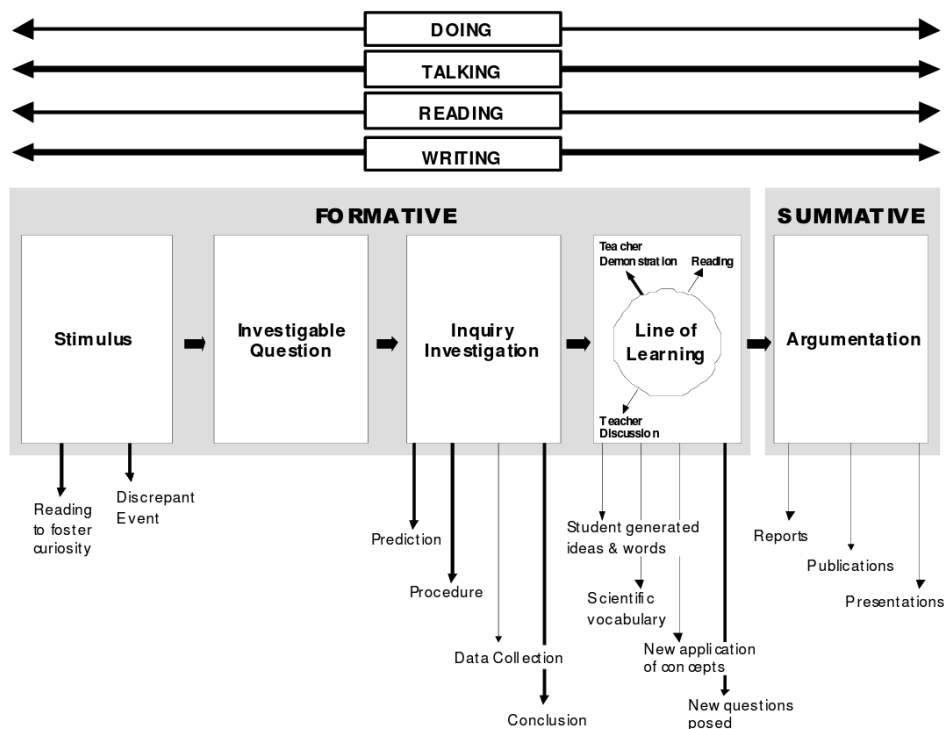 DOING
TALKING
READING
WRITING
FORMATIVE
SUMMATIVE
Stimulus
Investigable
Question
Inquiry
Investigation
Teacher
Demonstration
Reading
Line of
Learning
Teacher
Discussion
Argumentation
Reading
to foster
curiosity
Discrepant
Event
Prediction
Procedure
Data Collection
Conclusion
Student generated
ideas & words
Scientific
vocabulary
New application
of concepts
New questions
posed
Reports
Publications
Presentations